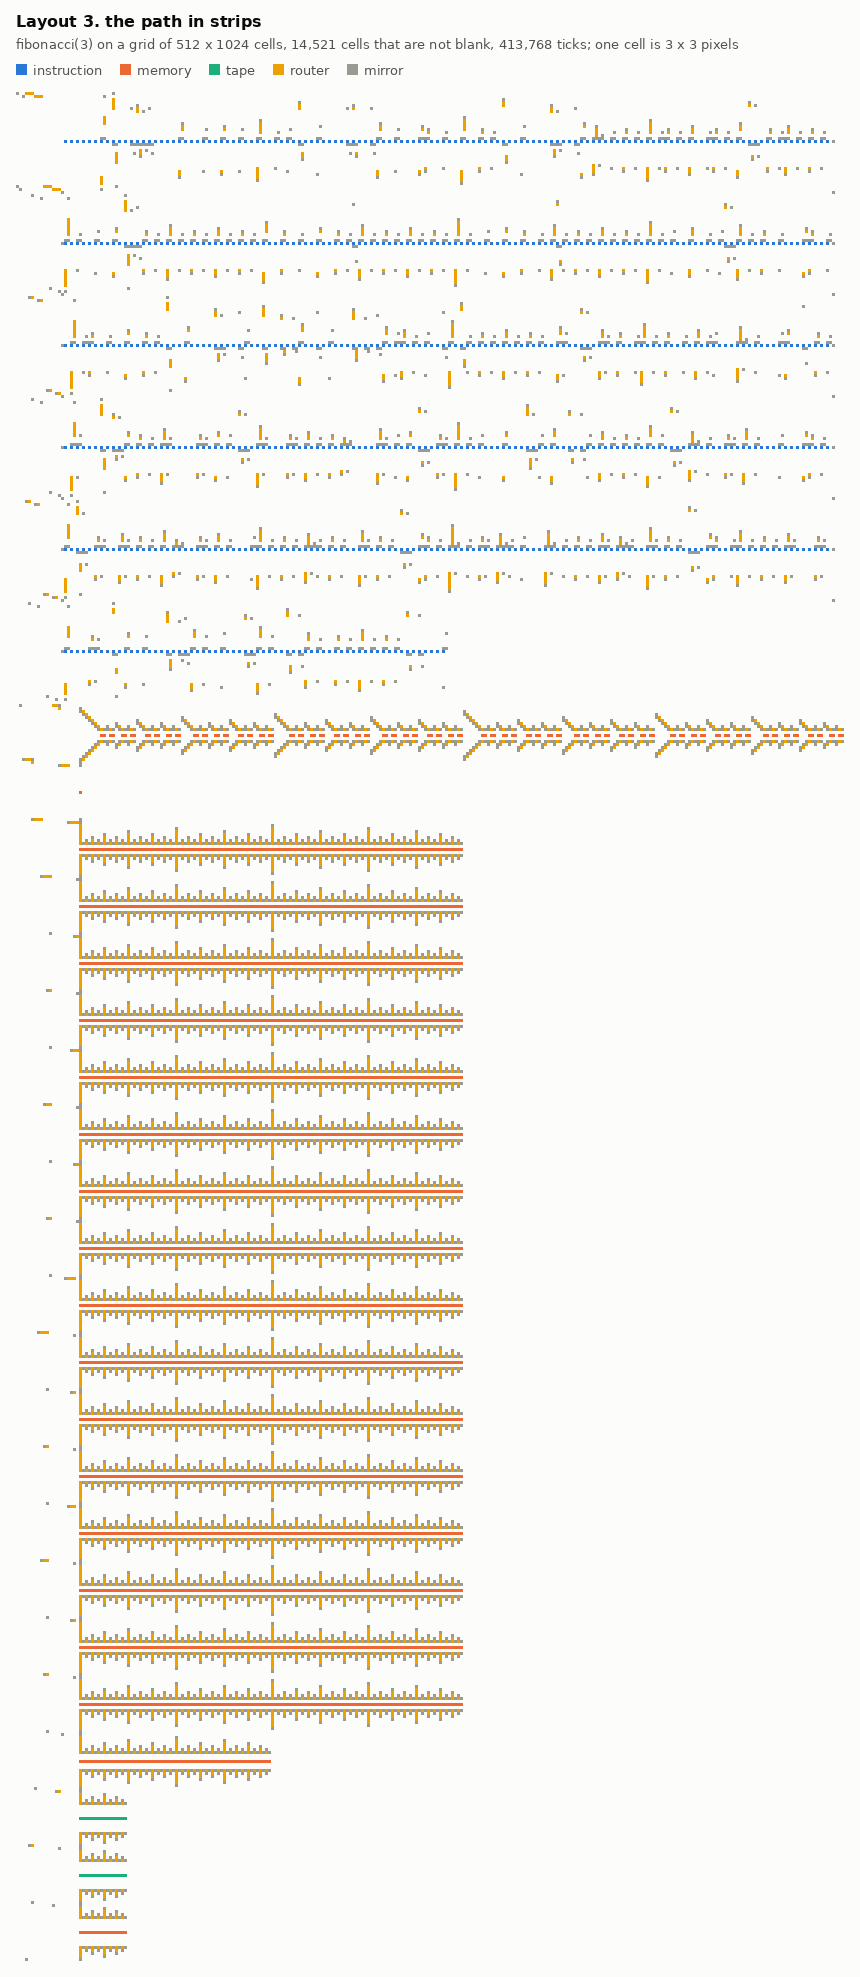 Layout 3. the path in strips
fibonacci(3) on a grid of 512 x 1024 cells, 14,521 cells that are not blank, 413,768 ticks; one cell is 3 x 3 pixels
instruction memory tape router mirror